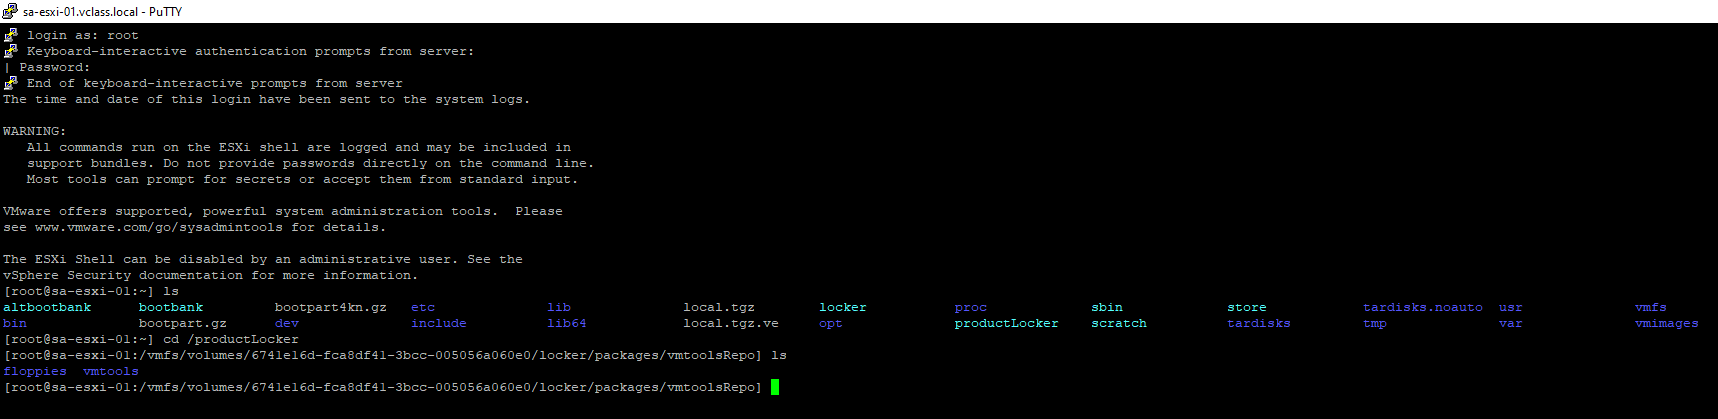 sa-esxi-01.vclass.local - PuTTY
login as: root
Keyboard-interactive authentication prompts from server:
| Password:
End of keyboard-interactive prompts from server
The time and date of this login have been sent to the system logs.
WARNING:
All commands run on the ESXi shell are logged and may be included in
support bundles. Do not provide passwords directly on the command line.
Most tools can prompt for secrets or accept them from standard input.
VMware offers supported, powerful system administration tools.  Please
see www.vmware.com/go/sysadmintools for details.
The ESXi Shell can be disabled by an administrative user. See the
vSphere Security documentation for more information.
[root@sa-esxi-01:~] ls
altbootbank bootbank bootpart4kn.gz etc lib local.tgz locker proc sbin store tardisks.noauto usr vmfs
bin bootpart.gz dev include lib64 local.tgz.ve opt productLocker scratch tardisks tmp var vmimages
[root@sa-esxi-01:~] cd /productLocker
[root@sa-esxi-01:/vmfs/volumes/6741e16d-fca8df41-3bcc-005056a060e0/locker/packages/vmtoolsRepo] ls
floppies vmtools
[root@sa-esxi-01:/vmfs/volumes/6741e16d-fca8df41-3bcc-005056a060e0/locker/packages/vmtoolsRepo]